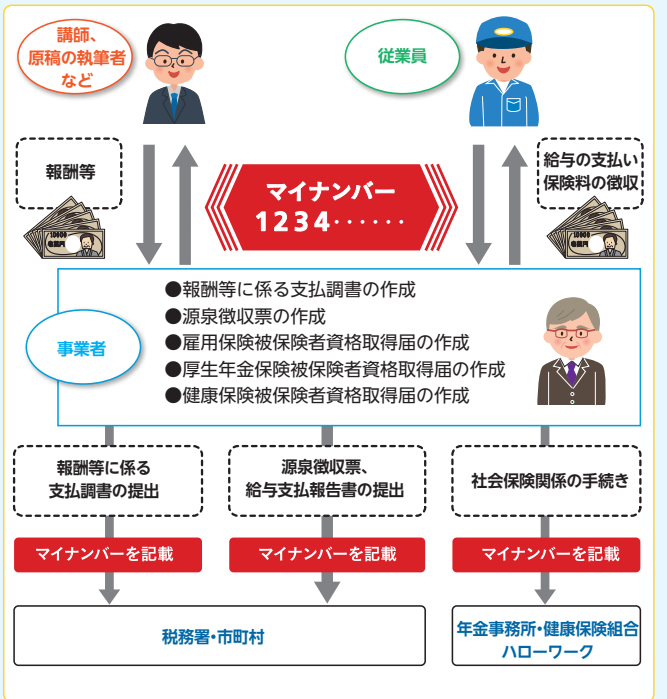 講師、
原稿の執筆者
など
従業員
報酬等
マイナンバー
1234・・・・・・
給与の支払い
保険料の徴収
10000
壱万円
10000
壱万円
事業者
●報酬等に係る支払調書の作成
●源泉徴収票の作成
●雇用保険被保険者資格取得届の作成
●厚生年金保険被保険者資格取得届の作成
●健康保険被保険者資格取得届の作成
報酬等に係る
支払調書の提出
源泉徴収票、
給与支払報告書の提出
社会保険関係の手続き
マイナンバーを記載
マイナンバーを記載
マイナンバーを記載
税務署・市町村
年金事務所・健康保険組合
ハローワーク